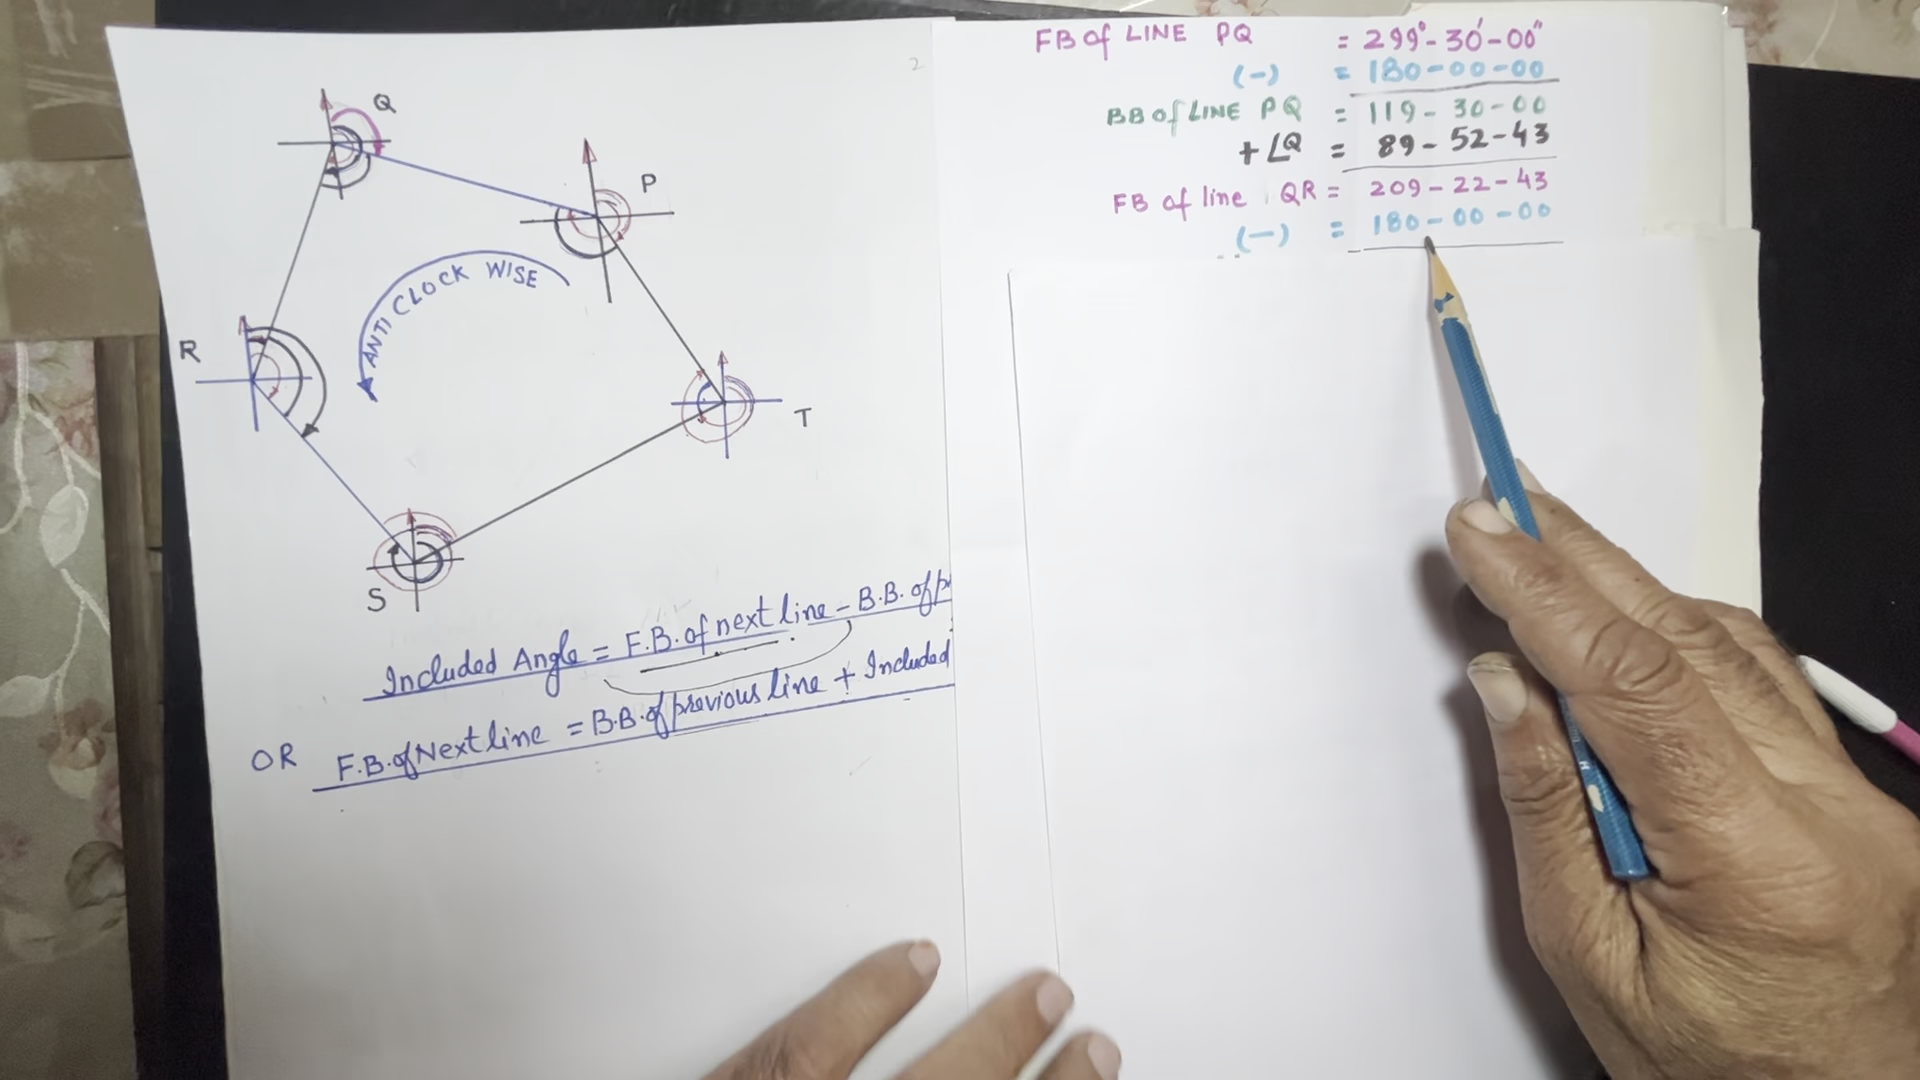 2
Q
P
ANTI CLOCK WISE
R
T
S
Included Angle = F.B. of next line - B.B. of
OR F.B. of Next line = B.B. of previous line + Included
FB of LINE PQ = 299°-30'-00"
(-) = 180-00-00
BB of LINE PQ = 119-30-00
+∠Q = 89-52-43
FB of line QR = 209-22-43
(-) = 180-00-00